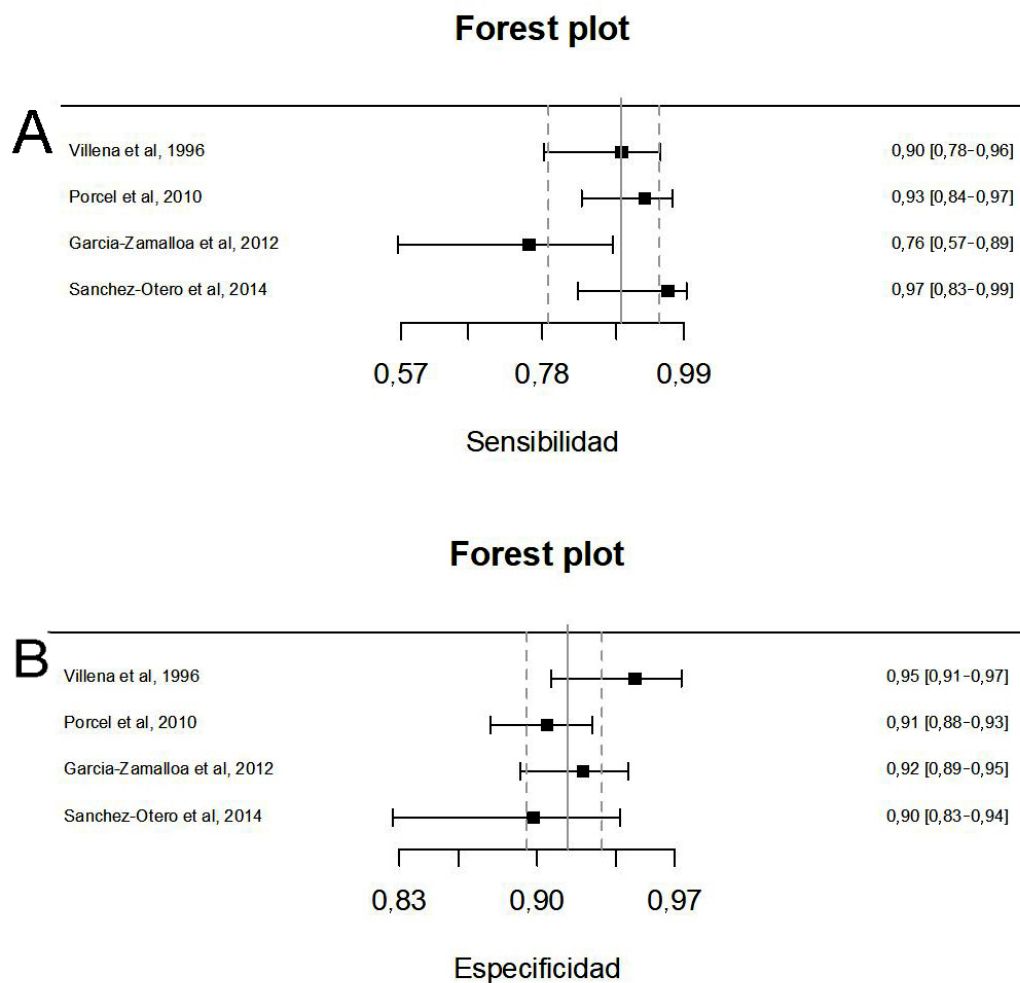 Forest plot
A
Villena et al, 1996 0,90 [0,78-0,96]
Porcel et al, 2010 0,93 [0,84-0,97]
Garcia-Zamalloa et al, 2012 0,76 [0,57-0,89]
Sanchez-Otero et al, 2014 0,97 [0,83-0,99]
0,57 0,78 0,99
Sensibilidad
Forest plot
B
Villena et al, 1996 0,95 [0,91-0,97]
Porcel et al, 2010 0,91 [0,88-0,93]
Garcia-Zamalloa et al, 2012 0,92 [0,89-0,95]
Sanchez-Otero et al, 2014 0,90 [0,83-0,94]
0,83 0,90 0,97
Especificidad